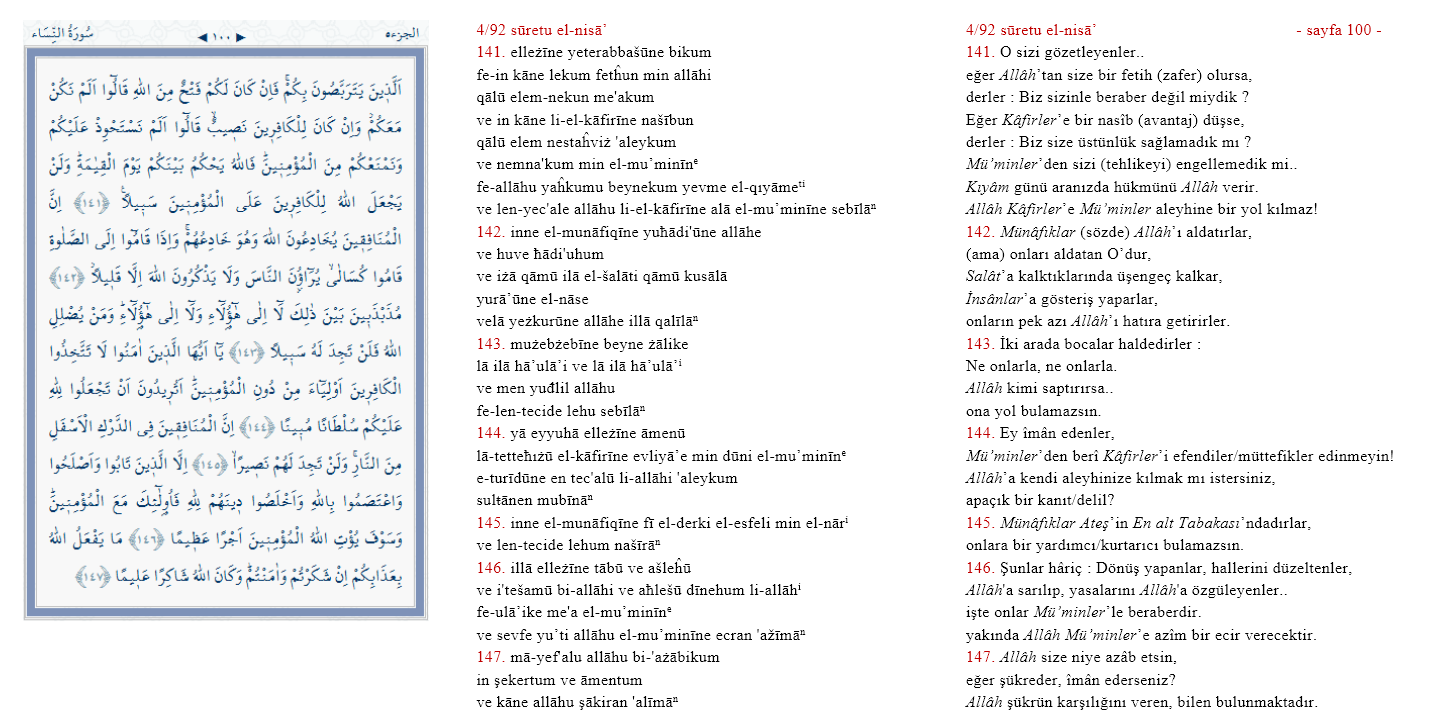 سُورَةُ النِّسَاء
◀ ١٠٠ ▶
الجزء٥
اَلَّذ۪ينَ يَتَرَبَّصُونَ بِكُمْۚ فَاِنْ كَانَ لَكُمْ فَتْحٌ مِنَ اللّٰهِ قَالُٓوا اَلَمْ نَكُنْ
مَعَكُمْۘ وَاِنْ كَانَ لِلْكَافِر۪ينَ نَص۪يبٌۙ قَالُٓوا اَلَمْ نَسْتَحْوِذْ عَلَيْكُمْ
وَنَمْنَعْكُمْ مِنَ الْمُؤْمِن۪ينَۜ فَاللّٰهُ يَحْكُمُ بَيْنَكُمْ يَوْمَ الْقِيٰمَةِۜ وَلَنْ
يَجْعَلَ اللّٰهُ لِلْكَافِر۪ينَ عَلَى الْمُؤْمِن۪ينَ سَب۪يلًا۟ ﴿١٤١﴾ اِنَّ
الْمُنَافِق۪ينَ يُخَادِعُونَ اللّٰهَ وَهُوَ خَادِعُهُمْۚ وَاِذَا قَامُٓوا اِلَى الصَّلٰوةِ
قَامُوا كُسَالٰىۙ يُرَٓاؤُ۫نَ النَّاسَ وَلَا يَذْكُرُونَ اللّٰهَ اِلَّا قَل۪يلًاۘ ﴿١٤٢﴾
مُذَبْذَب۪ينَ بَيْنَ ذٰلِكَۗ لَٓا اِلٰى هٰٓؤُ۬لَٓاءِ وَلَٓا اِلٰى هٰٓؤُ۬لَٓاءِۜ وَمَنْ يُضْلِلِ
اللّٰهُ فَلَنْ تَجِدَ لَهُ سَب۪يلًا ﴿١٤٣﴾ يَٓا اَيُّهَا الَّذ۪ينَ اٰمَنُوا لَا تَتَّخِذُوا
الْكَافِر۪ينَ اَوْلِيَٓاءَ مِنْ دُونِ الْمُؤْمِن۪ينَۜ اَتُر۪يدُونَ اَنْ تَجْعَلُوا لِلّٰهِ
عَلَيْكُمْ سُلْطَانًا مُب۪ينًا ﴿١٤٤﴾ اِنَّ الْمُنَافِق۪ينَ فِي الدَّرْكِ الْاَسْفَلِ
مِنَ النَّارِۚ وَلَنْ تَجِدَ لَهُمْ نَص۪يرًاۙ ﴿١٤٥﴾ اِلَّا الَّذ۪ينَ تَابُوا وَاَصْلَحُوا
وَاعْتَصَمُوا بِاللّٰهِ وَاَخْلَصُوا د۪ينَهُمْ لِلّٰهِ فَاُو۬لٰٓئِكَ مَعَ الْمُؤْمِن۪ينَۜ
وَسَوْفَ يُؤْتِ اللّٰهُ الْمُؤْمِن۪ينَ اَجْرًا عَظ۪يمًا ﴿١٤٦﴾ مَا يَفْعَلُ اللّٰهُ
بِعَذَابِكُمْ اِنْ شَكَرْتُمْ وَاٰمَنْتُمْۜ وَكَانَ اللّٰهُ شَاكِرًا عَل۪يمًا ﴿١٤٧﴾
4/92 sūretu el-nisā’
141. elleżīne yeterabbašūne bikum
fe-in kāne lekum fetĥun min allāhi
qālū elem-nekun me'akum
ve in kāne li-el-kāfirīne našībun
qālū elem nestaĥviż 'aleykum
ve nemna'kum min el-mu’minīnᵉ
fe-allāhu yaĥkumu beynekum yevme el-qıyāmeᵗⁱ
ve len-yec'ale allāhu li-el-kāfirīne alā el-mu’minīne sebīlāⁿ
142. inne el-munāfiqīne yuħādi'ūne allāhe
ve huve ħādi'uhum
ve iżā qāmū ilā el-šalāti qāmū kusālā
yurā’ūne el-nāse
velā yeżkurūne allāhe illā qalīlāⁿ
143. mużebżebīne beyne żālike
lā ilā hā’ulā’i ve lā ilā hā’ulā’ⁱ
ve men yuđlil allāhu
fe-len-tecide lehu sebīlāⁿ
144. yā eyyuhā elleżīne āmenū
lā-tetteħıżū el-kāfirīne evliyā’e min dūni el-mu’minīnᵉ
e-turīdūne en tec'alū li-allāhi 'aleykum
sulŧānen mubīnāⁿ
145. inne el-munāfiqīne fī el-derki el-esfeli min el-nārⁱ
ve len-tecide lehum našīrāⁿ
146. illā elleżīne tābū ve ašleĥū
ve i'tešamū bi-allāhi ve aħlešū dīnehum li-allāhⁱ
fe-ulā’ike me'a el-mu’minīnᵉ
ve sevfe yu’ti allāhu el-mu’minīne ecran 'ažīmāⁿ
147. mā-yef'alu allāhu bi-'ażābikum
in şekertum ve āmentum
ve kāne allāhu şākiran 'alīmāⁿ
4/92 sūretu el-nisā’ - sayfa 100 -
141. O sizi gözetleyenler..
eğer Allâh’tan size bir fetih (zafer) olursa,
derler : Biz sizinle beraber değil miydik ?
Eğer Kâfirler’e bir nasîb (avantaj) düşse,
derler : Biz size üstünlük sağlamadık mı ?
Mü’minler’den sizi (tehlikeyi) engellemedik mi..
Kıyâm günü aranızda hükmünü Allâh verir.
Allâh Kâfirler’e Mü’minler aleyhine bir yol kılmaz!
142. Münâfıklar (sözde) Allâh’ı aldatırlar,
(ama) onları aldatan O’dur,
Salât’a kalktıklarında üşengeç kalkar,
İnsânlar’a gösteriş yaparlar,
onların pek azı Allâh’ı hatıra getirirler.
143. İki arada bocalar haldedirler :
Ne onlarla, ne onlarla.
Allâh kimi saptırırsa..
ona yol bulamazsın.
144. Ey îmân edenler,
Mü’minler’den berî Kâfirler’i efendiler/müttefikler edinmeyin!
Allâh’a kendi aleyhinize kılmak mı istersiniz,
apaçık bir kanıt/delil?
145. Münâfıklar Ateş’in En alt Tabakası’ndadırlar,
onlara bir yardımcı/kurtarıcı bulamazsın.
146. Şunlar hâriç : Dönüş yapanlar, hallerini düzeltenler,
Allâh'a sarılıp, yasalarını Allâh'a özgüleyenler..
işte onlar Mü’minler’le beraberdir.
yakında Allâh Mü’minler’e azîm bir ecir verecektir.
147. Allâh size niye azâb etsin,
eğer şükreder, îmân ederseniz?
Allâh şükrün karşılığını veren, bilen bulunmaktadır.